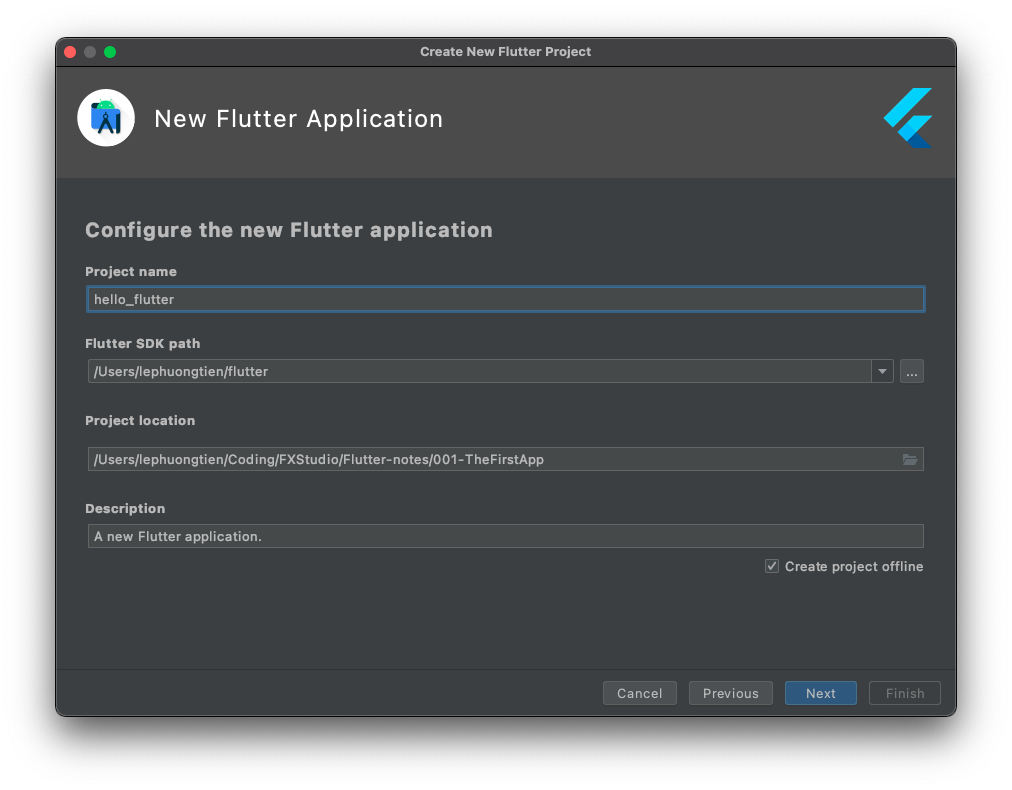 Create New Flutter Project
New Flutter Application
Configure the new Flutter application
Project name
hello_flutter
Flutter SDK path
/Users/lephuongtien/flutter
...
Project location
/Users/lephuongtien/Coding/FXStudio/Flutter-notes/001-TheFirstApp
Description
A new Flutter application.
Create project offline
Cancel Previous Next Finish